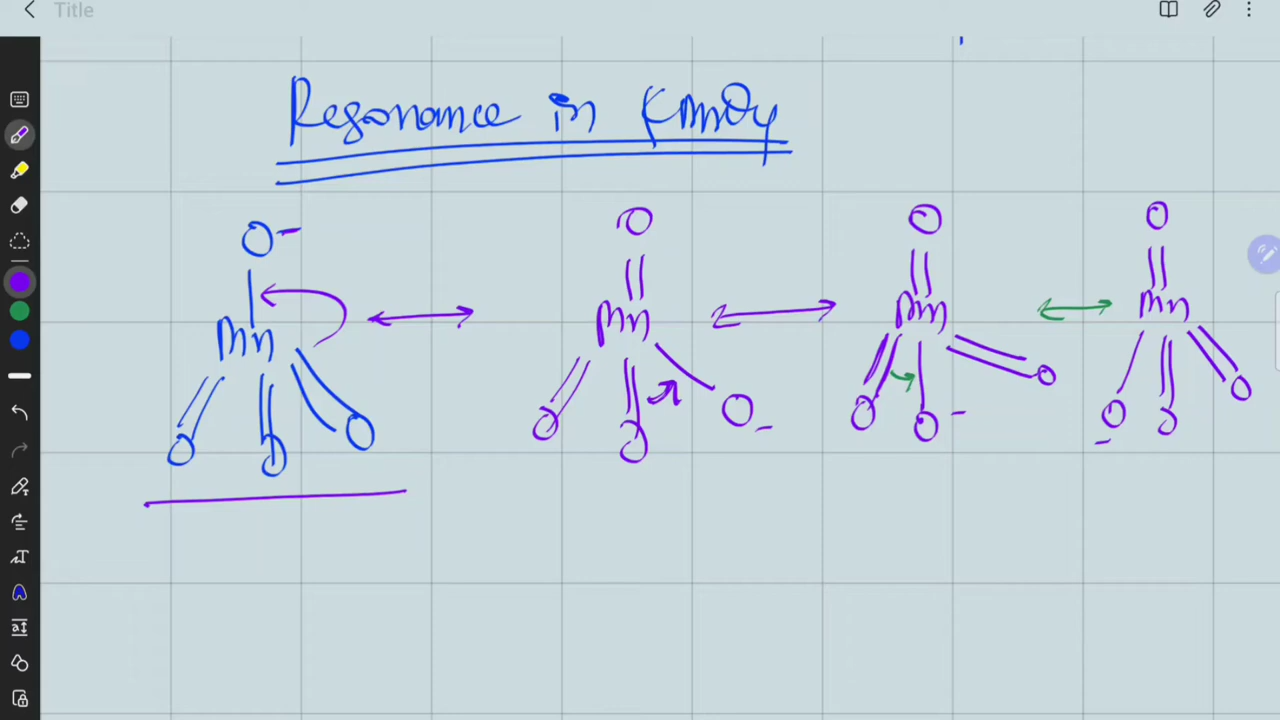 Title
Resonance in KMnO4
O- O O O
Mn Mn Mn Mn
O O O O O O- O O- O -O O O